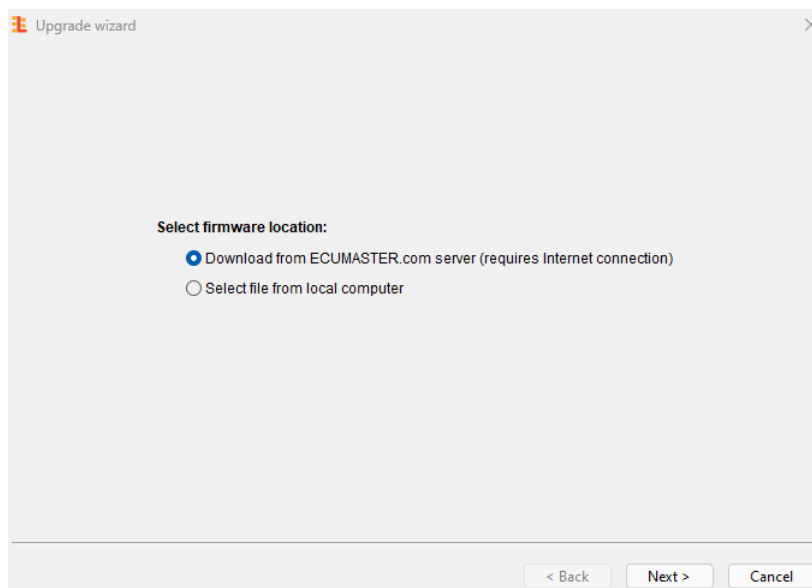 Upgrade wizard
Select firmware location:
Download from ECUMASTER.com server (requires Internet connection)
Select file from local computer
< Back Next > Cancel